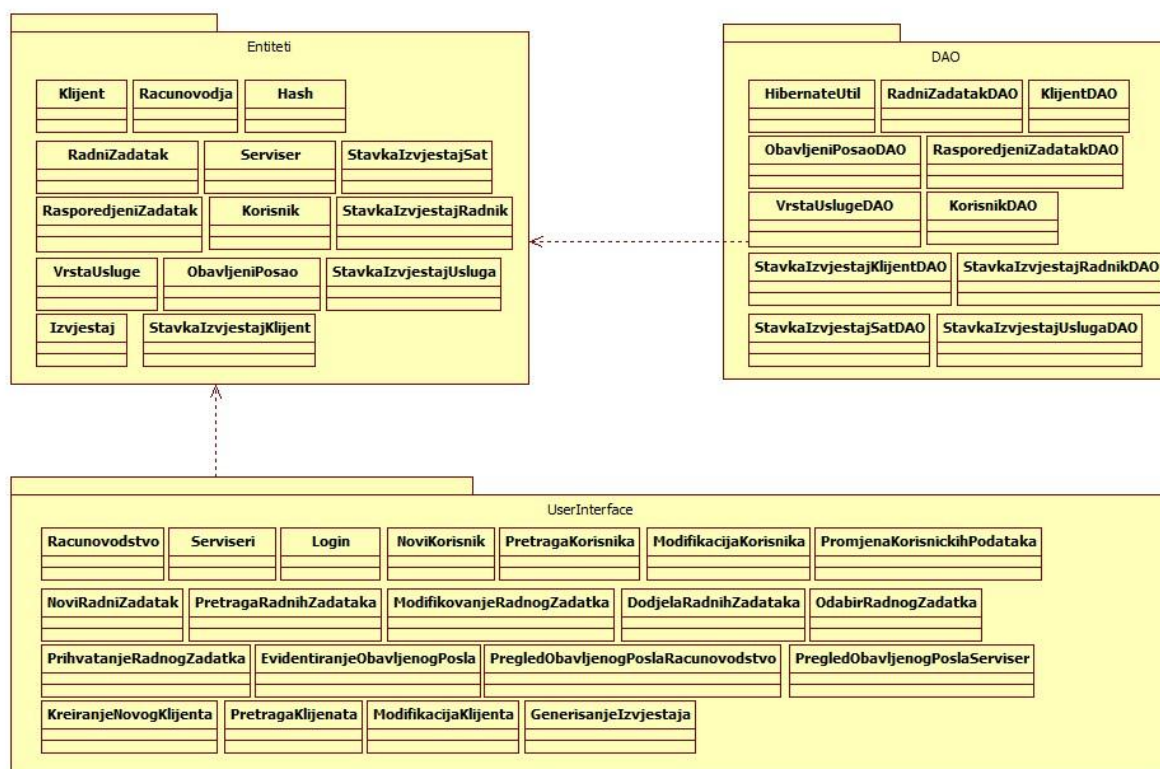 Entiteti
Klijent Racunovodja Hash
RadniZadatak Serviser StavkaIzvjestajSat
RasporedjeniZadatak Korisnik StavkaIzvjestajRadnik
VrstaUsluge ObavljeniPosao StavkaIzvjestajUsluga
Izvjestaj StavkaIzvjestajKlijent
DAO
HibernateUtil RadniZadatakDAO KlijentDAO
ObavljeniPosaoDAO RasporedjeniZadatakDAO
VrstaUslugeDAO KorisnikDAO
StavkaIzvjestajKlijentDAO StavkaIzvjestajRadnikDAO
StavkaIzvjestajSatDAO StavkaIzvjestajUslugaDAO
UserInterface
Racunovodstvo Serviseri Login NoviKorisnik PretragaKorisnika ModifikacijaKorisnika PromjenaKorisnickihPodataka
NoviRadniZadatak PretragaRadnihZadataka ModifikovanjeRadnogZadatka DodjelaRadnihZadataka OdabirRadnogZadatka
PrihvatanjeRadnogZadatka EvidentiranjeObavljenogPosla PregledObavljenogPoslaRacunovodstvo PregledObavljenogPoslaServiser
KreiranjeNovogKlijenta PretragaKlijenata ModifikacijaKlijenta GenerisanjeIzvjestaja